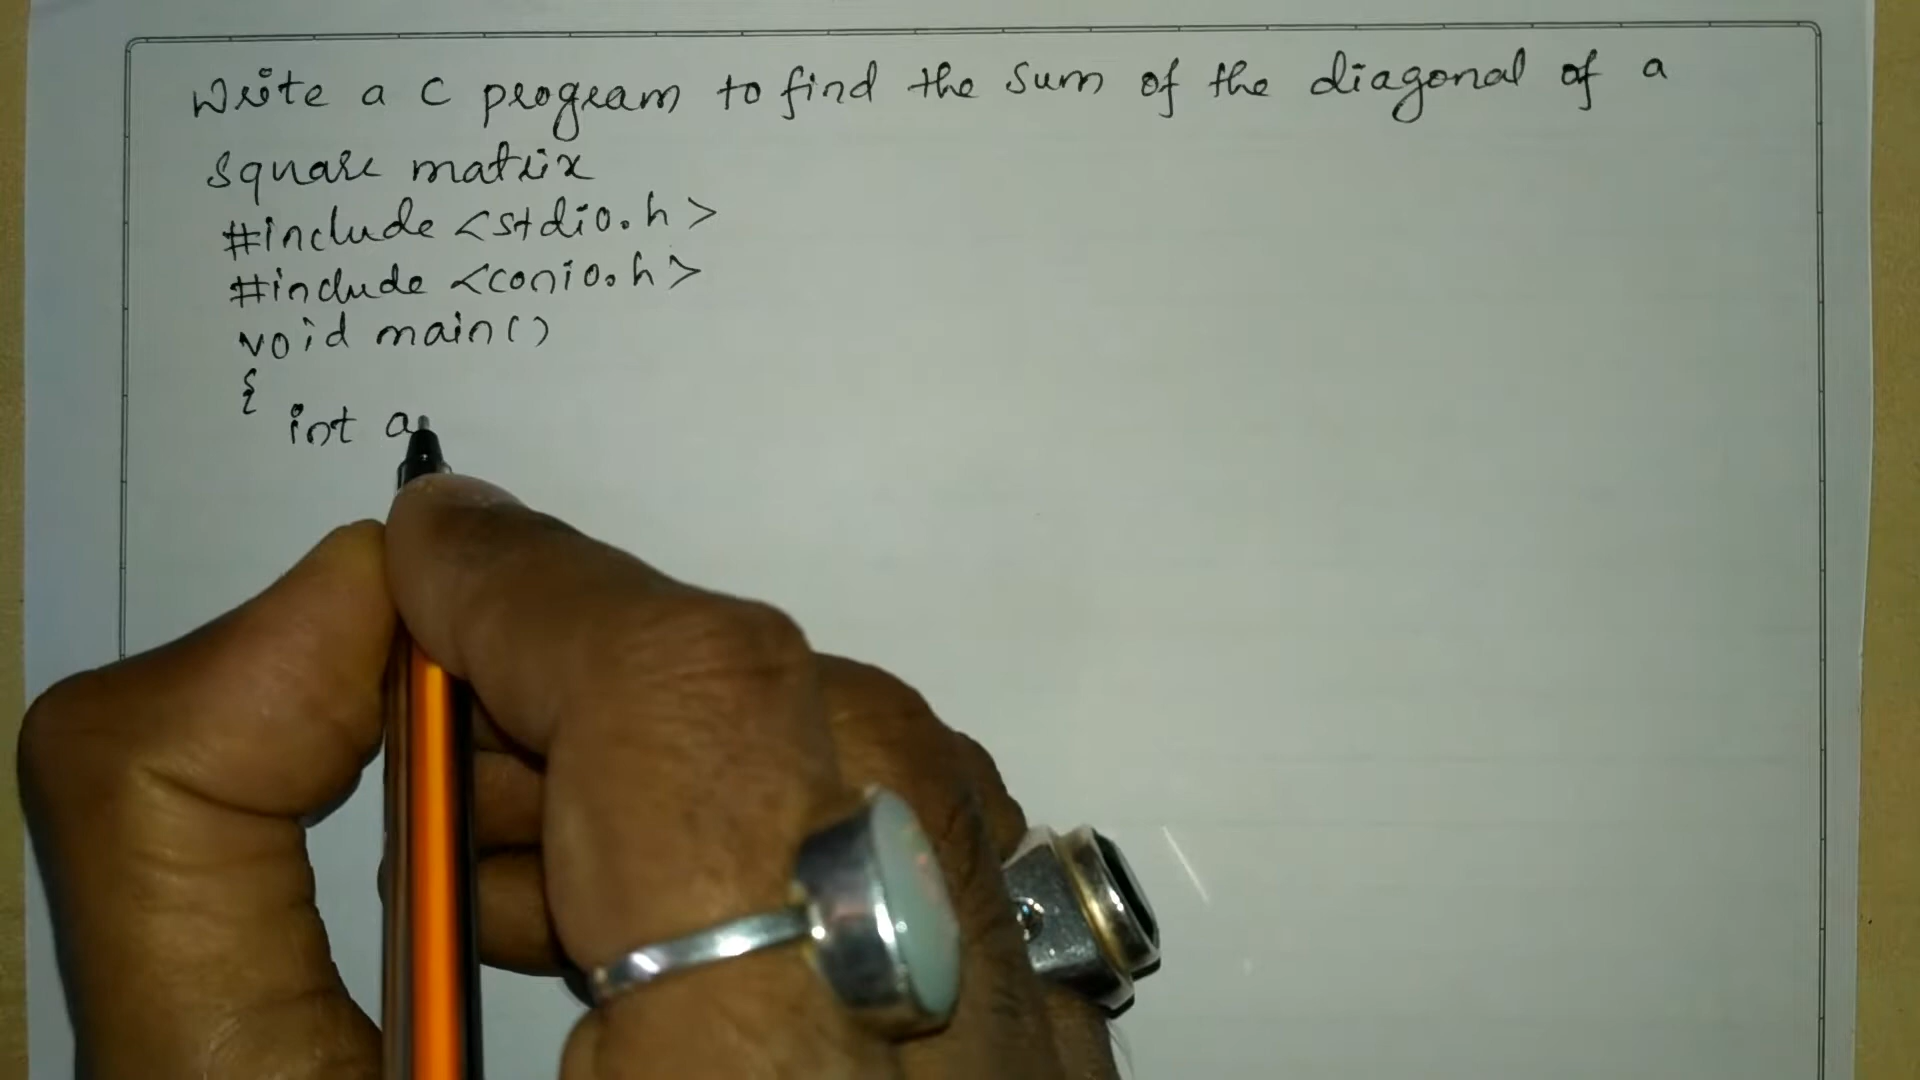 Write a C program to find the sum of the diagonal of a
square matrix
#include <stdio.h>
#include <conio.h>
void main()
{
int a